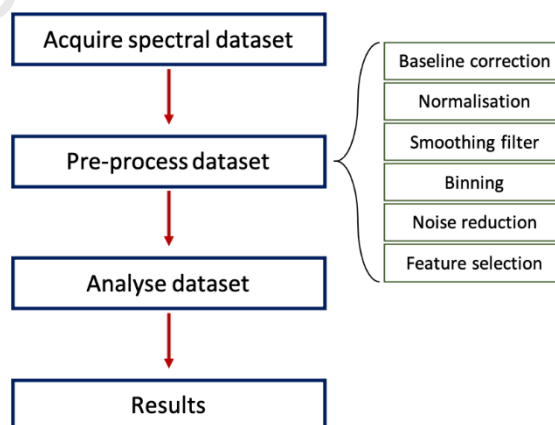 Acquire spectral dataset
Pre-process dataset
Analyse dataset
Results
Baseline correction
Normalisation
Smoothing filter
Binning
Noise reduction
Feature selection